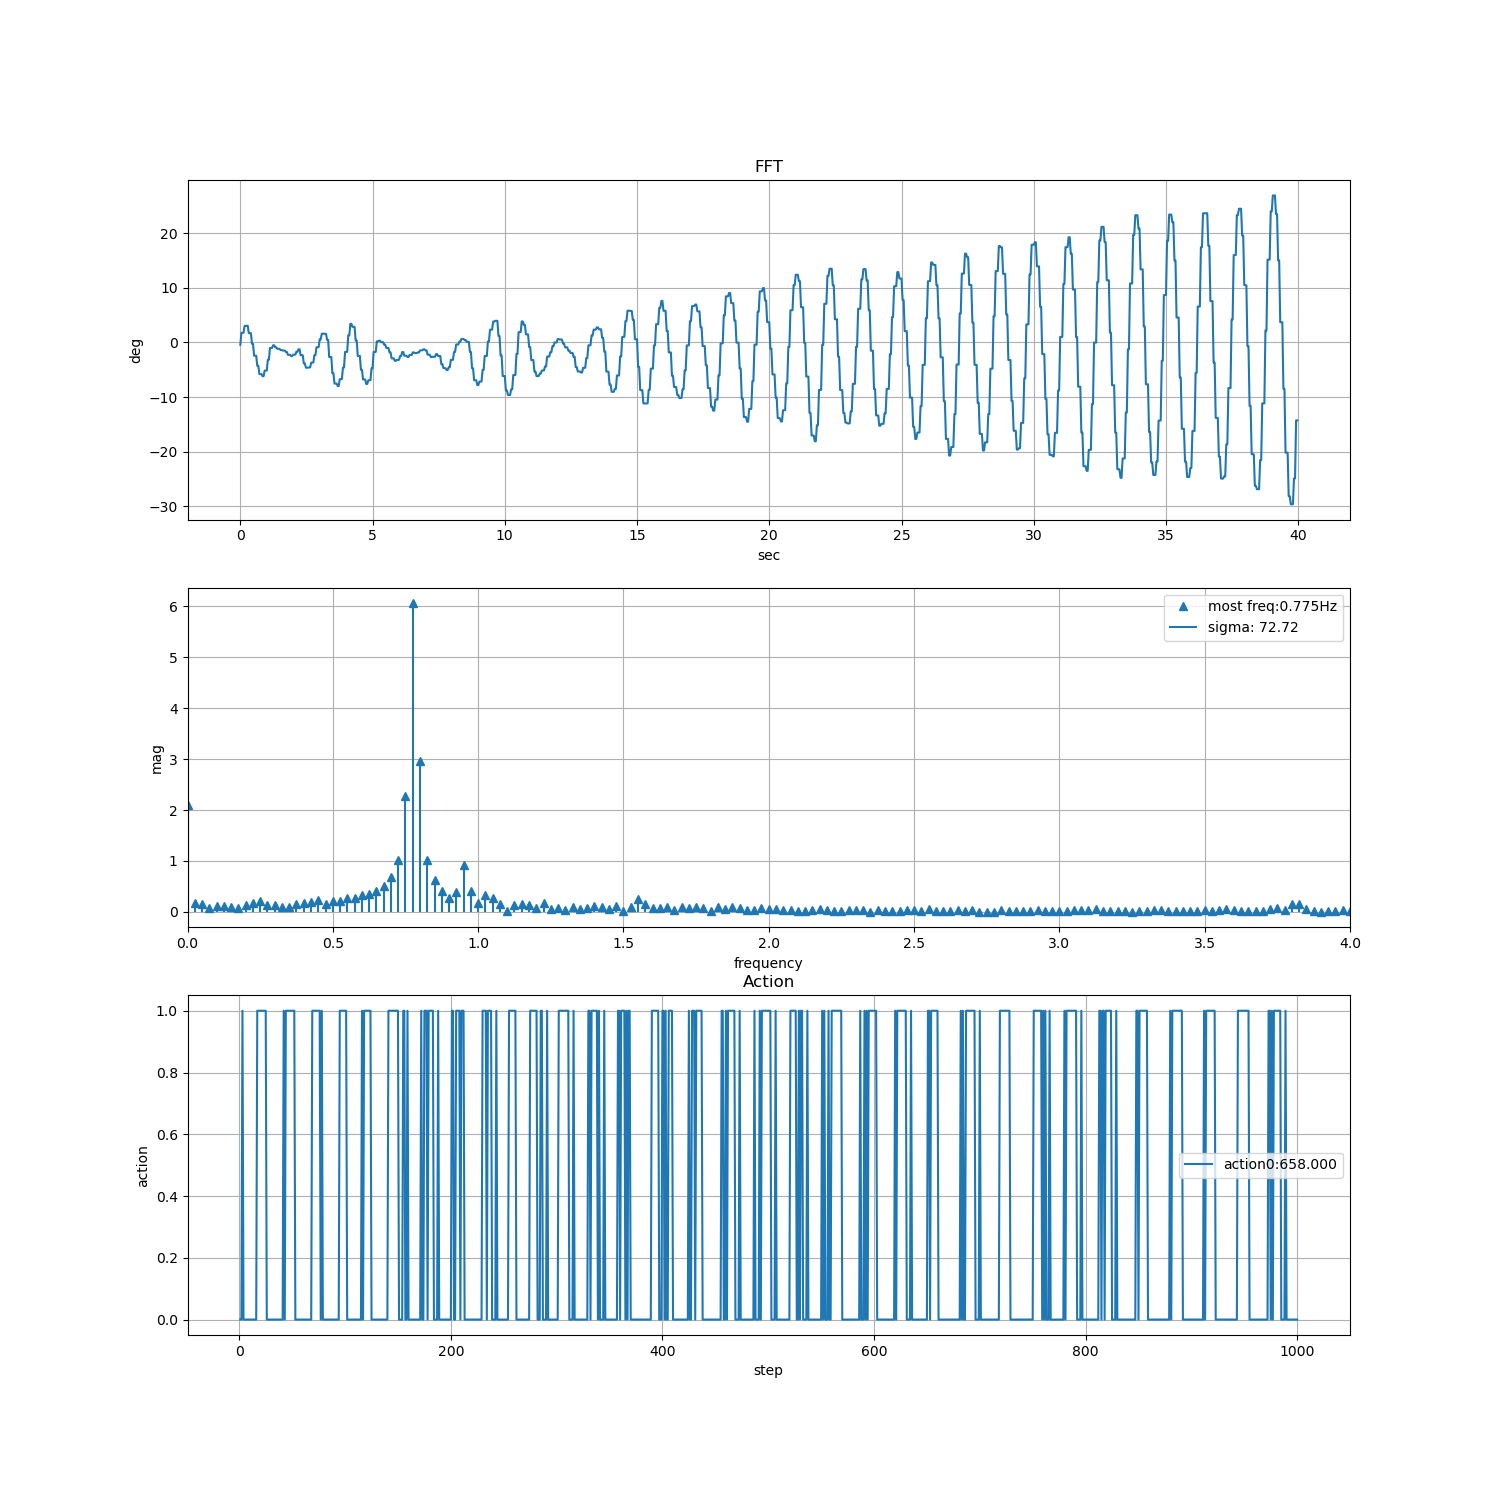 FFT
deg
20
10
0
−10
−20
−30
0 5 10 15 20 25 30 35 40
sec
most freq:0.775Hz
sigma: 72.72
mag
6
5
4
3
2
1
0
0.0 0.5 1.0 1.5 2.0 2.5 3.0 3.5 4.0
frequency
Action
action
1.0
0.8
0.6
0.4
0.2
0.0
action0:658.000
0 200 400 600 800 1000
step